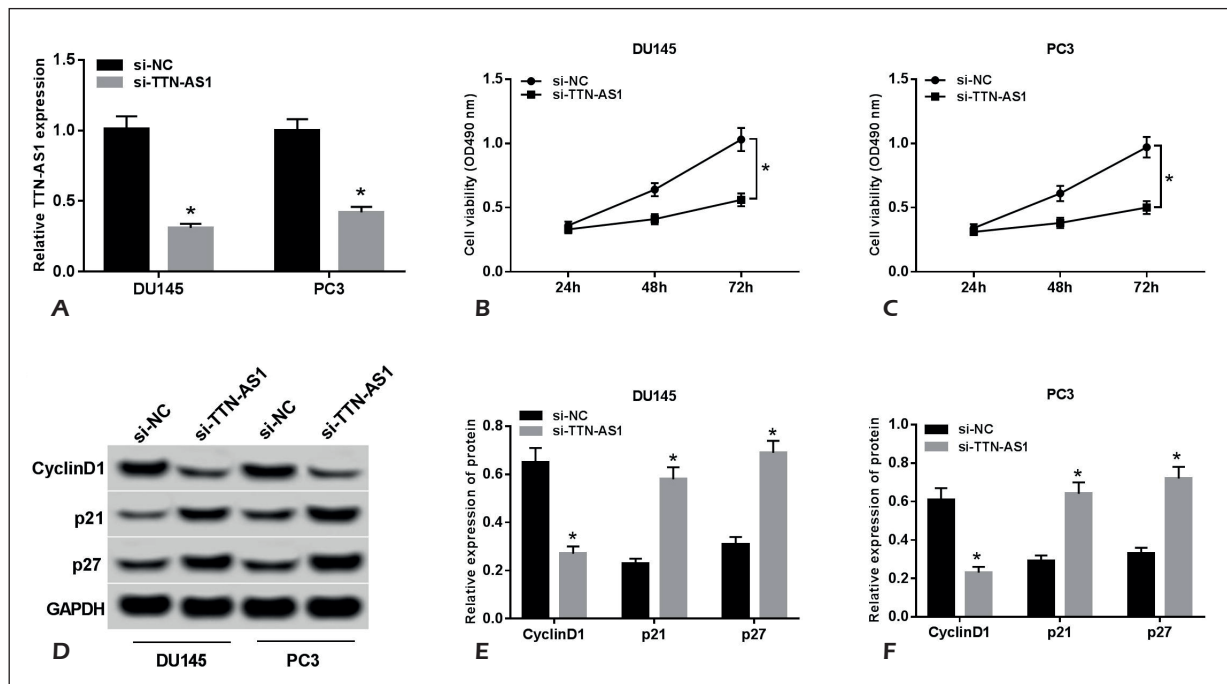 si-NC
si-TTN-AS1
Relative TTN-AS1 expression
1.5
1.0
0.5
0.0
*
*
DU145 PC3
A
DU145
si-NC
si-TTN-AS1
Cell viability (OD490 nm)
1.5
1.0
0.5
0.0
*
24h 48h 72h
B
PC3
si-NC
si-TTN-AS1
Cell viability (OD490 nm)
1.5
1.0
0.5
0.0
*
24h 48h 72h
C
si-NC si-TTN-AS1 si-NC si-TTN-AS1
CyclinD1
p21
p27
GAPDH
DU145 PC3
D
DU145
si-NC
si-TTN-AS1
Relative expression of protein
0.8
0.6
0.4
0.2
0.0
*
*
*
CyclinD1 p21 p27
E
PC3
si-NC
si-TTN-AS1
Relative expression of protein
1.0
0.8
0.6
0.4
0.2
0.0
*
*
*
CyclinD1 p21 p27
F